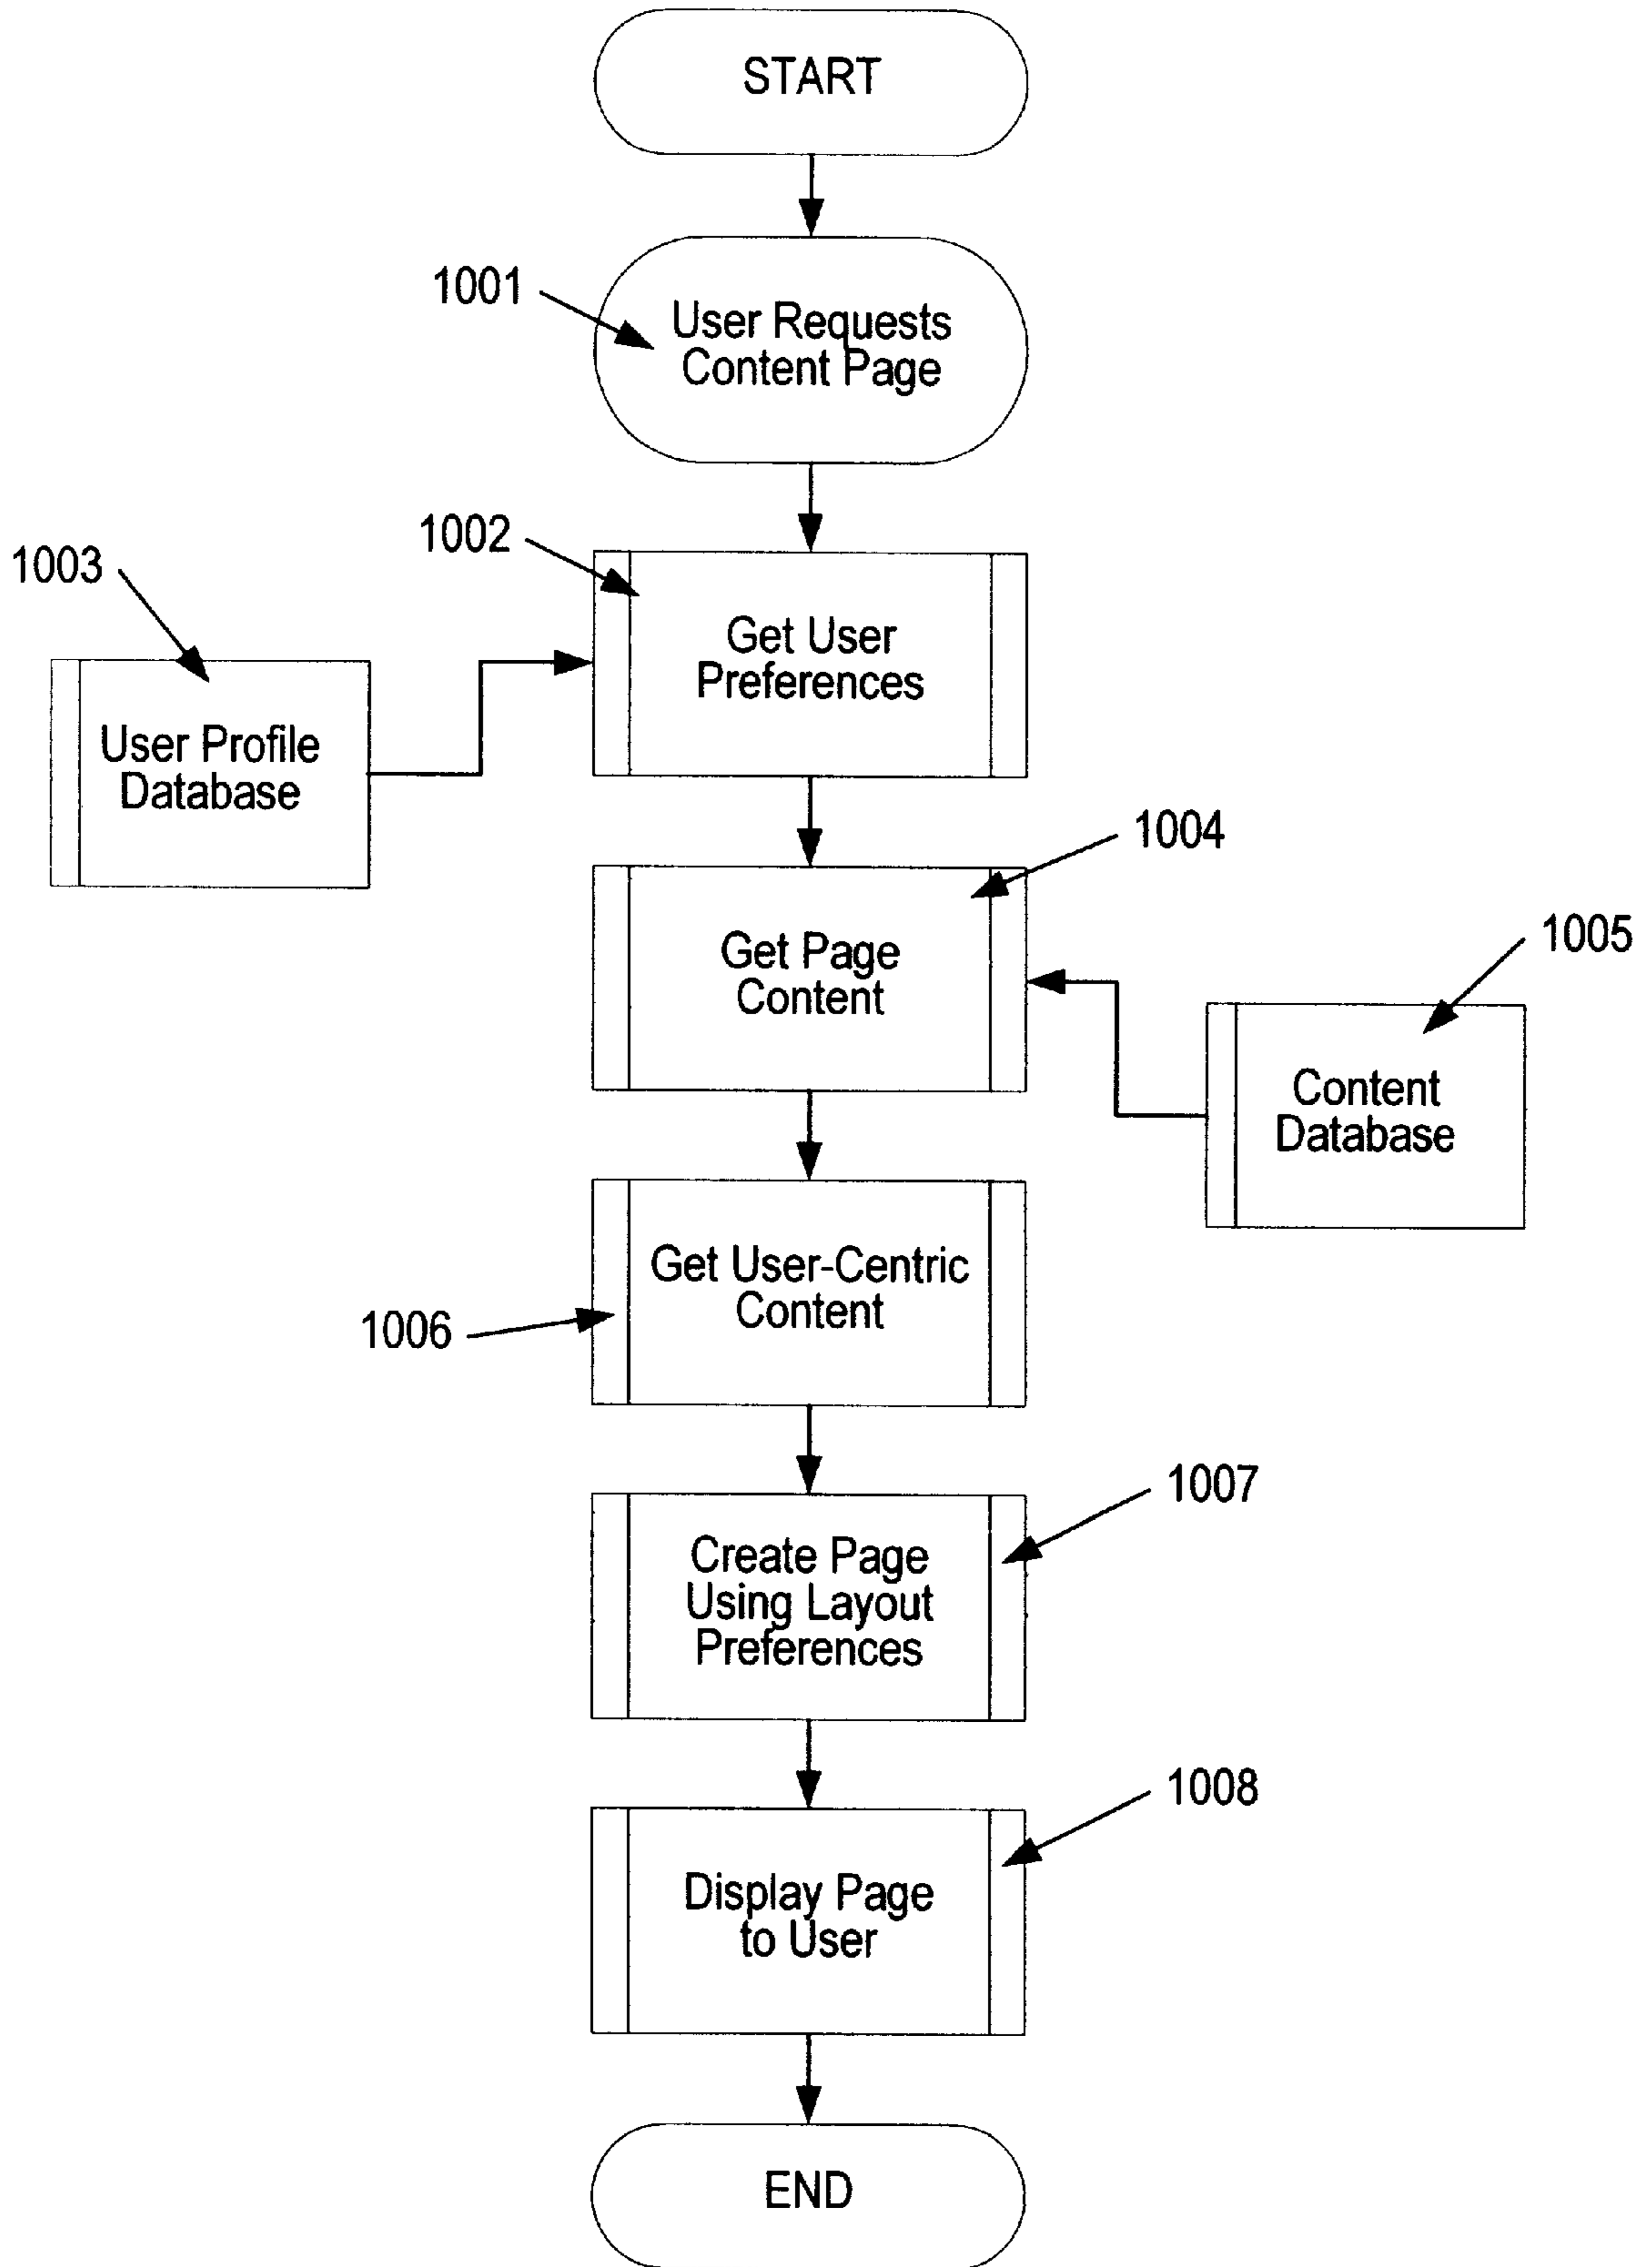 START
1001
User Requests
Content Page
1002
1003
Get User
Preferences
User Profile
Database
1004
Get Page
Content
1005
Content
Database
Get User-Centric
Content
1006
1007
Create Page
Using Layout
Preferences
1008
Display Page
to User
END